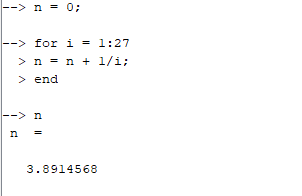 --> n = 0;
--> for i = 1:27
> n = n + 1/i;
> end
--> n
n =
3.8914568